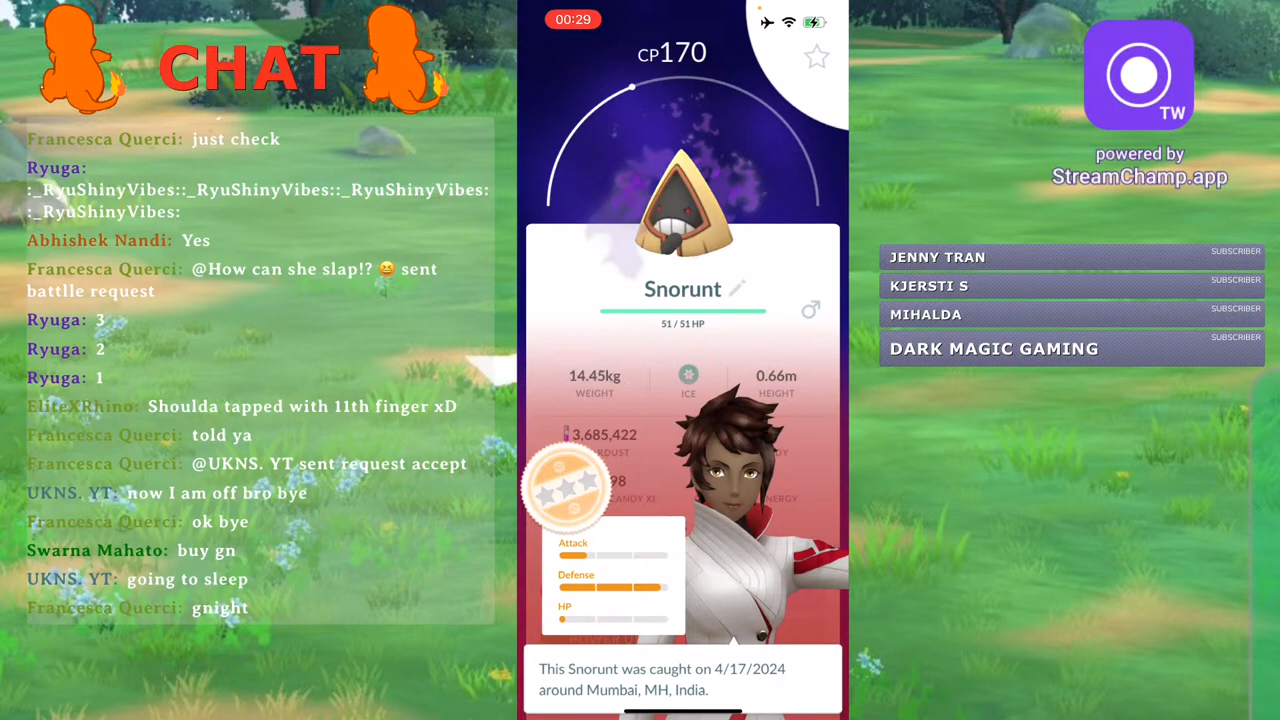 CHAT
Francesca Querci: just check
Ryuga:
:_RyuShinyVibes::_RyuShinyVibes::_RyuShinyVibes:
:_RyuShinyVibes:
Abhishek Nandi: Yes
Francesca Querci: @How can she slap!? 😆 sent
battlle request
Ryuga: 3
Ryuga: 2
Ryuga: 1
EliteXRhino: Shoulda tapped with 11th finger xD
Francesca Querci: told ya
Francesca Querci: @UKNS. YT sent request accept
UKNS. YT: now I am off bro bye
Francesca Querci: ok bye
Swarna Mahato: buy gn
UKNS. YT: going to sleep
Francesca Querci: gnight
00:29
CP170
Snorunt
51 / 51 HP
14.45kg
WEIGHT
ICE
0.66m
HEIGHT
3,685,422
98
Attack
Defense
HP
This Snorunt was caught on 4/17/2024
around Mumbai, MH, India.
TW
powered by
StreamChamp.app
JENNY TRAN SUBSCRIBER
KJERSTI S SUBSCRIBER
MIHALDA SUBSCRIBER
DARK MAGIC GAMING SUBSCRIBER